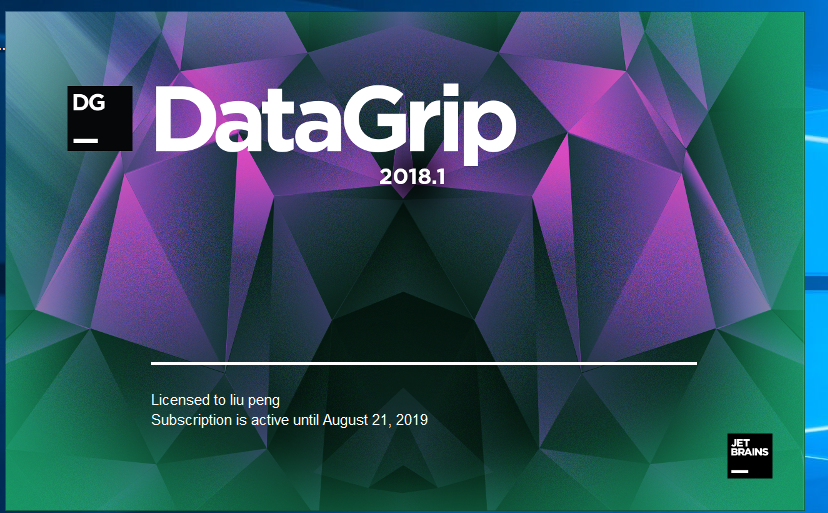 DG
DataGrip
2018.1
Licensed to liu peng
Subscription is active until August 21, 2019
JET
BRAINS